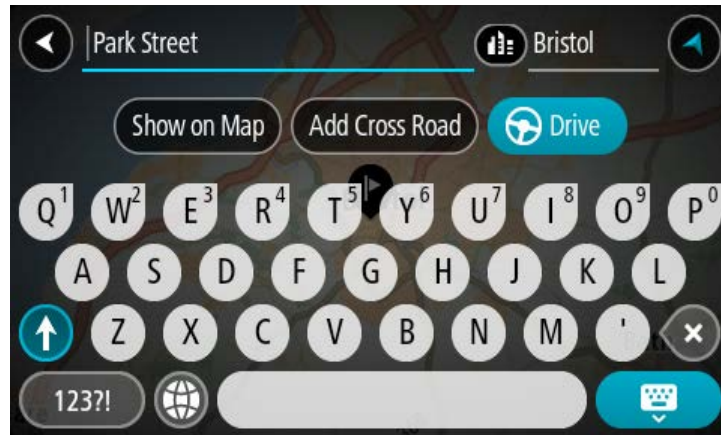 Park Street Bristol
Show on Map Add Cross Road Drive
Q1 W2 E3 R4 T5 Y6 U7 I8 O9 P0
A S D F G H J K L
Z X C V B N M '
123?!